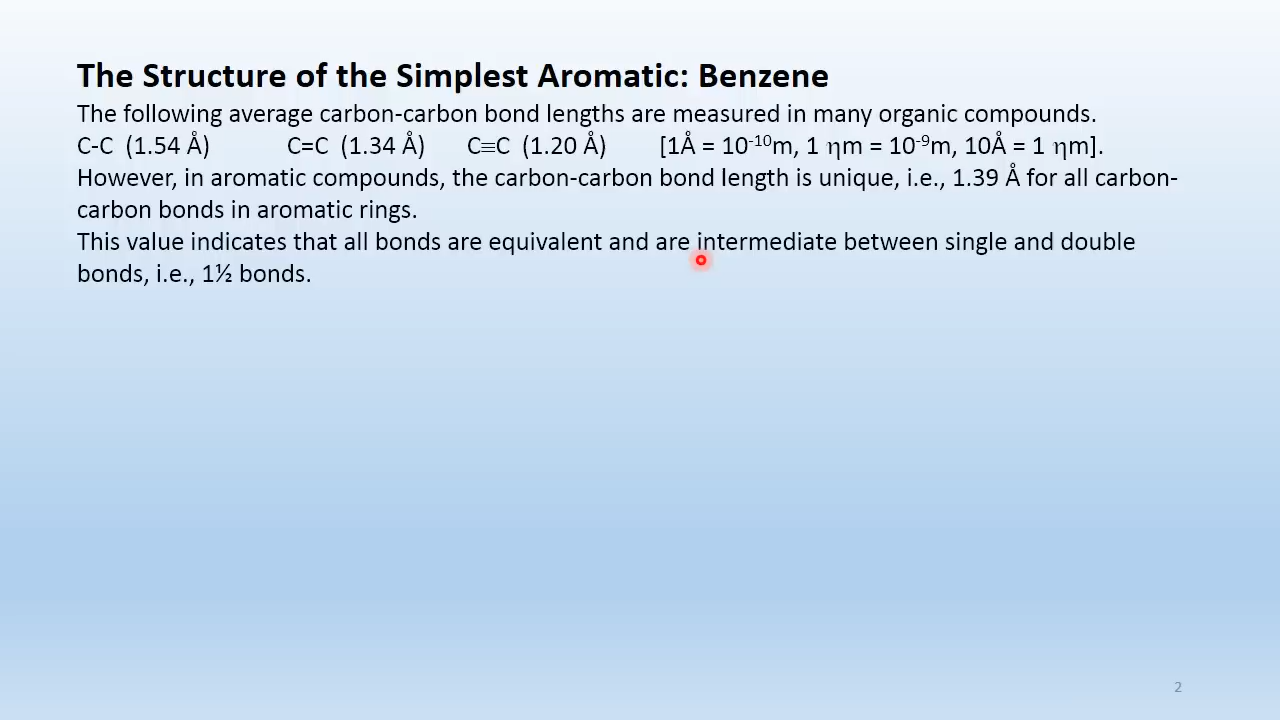 The Structure of the Simplest Aromatic: Benzene
The following average carbon-carbon bond lengths are measured in many organic compounds.
C-C (1.54 Å) C=C (1.34 Å) C≡C (1.20 Å) [1Å = 10⁻¹⁰m, 1 ηm = 10⁻⁹m, 10Å = 1 ηm].
However, in aromatic compounds, the carbon-carbon bond length is unique, i.e., 1.39 Å for all carbon-
carbon bonds in aromatic rings.
This value indicates that all bonds are equivalent and are intermediate between single and double
bonds, i.e., 1½ bonds.
2